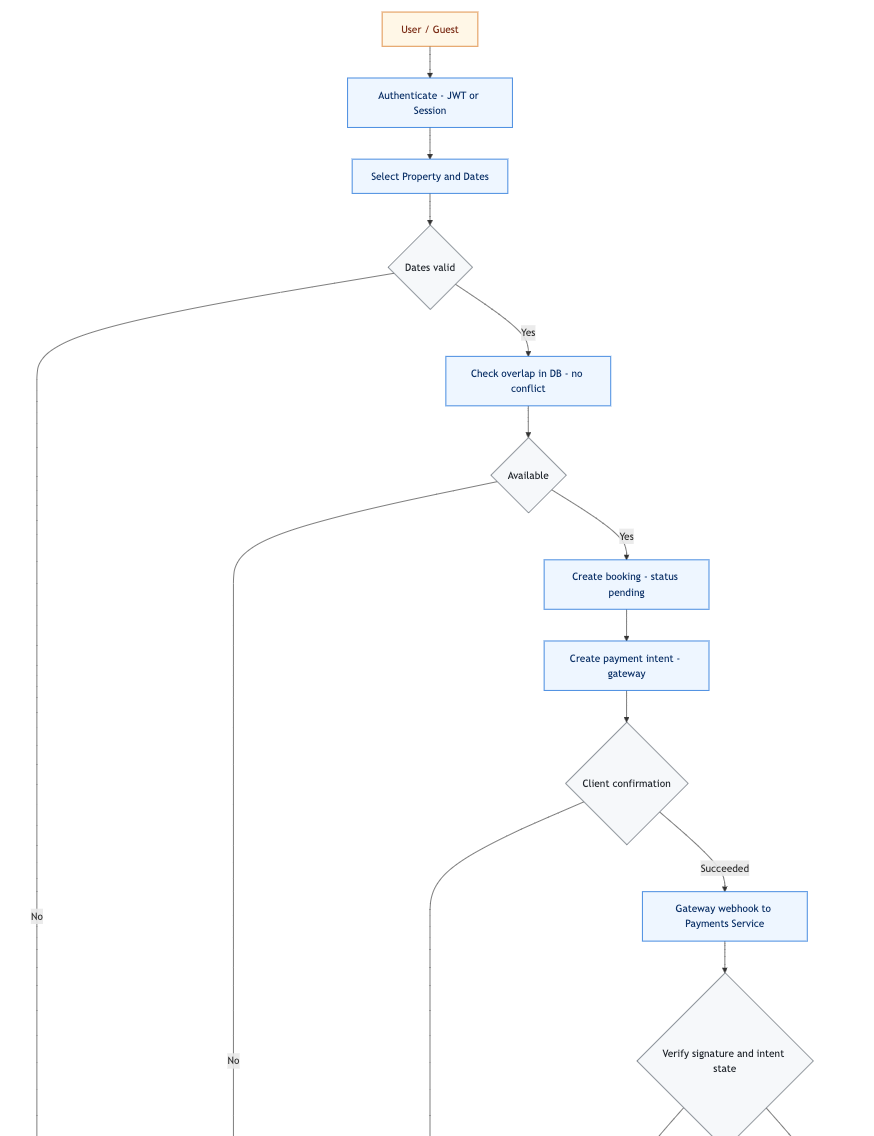 User / Guest
Authenticate - JWT or
Session
Select Property and Dates
Dates valid
Yes
Check overlap in DB - no
conflict
Available
Yes
Create booking - status
pending
Create payment intent -
gateway
Client confirmation
Succeeded
Gateway webhook to
Payments Service
No
Verify signature and intent
state
No